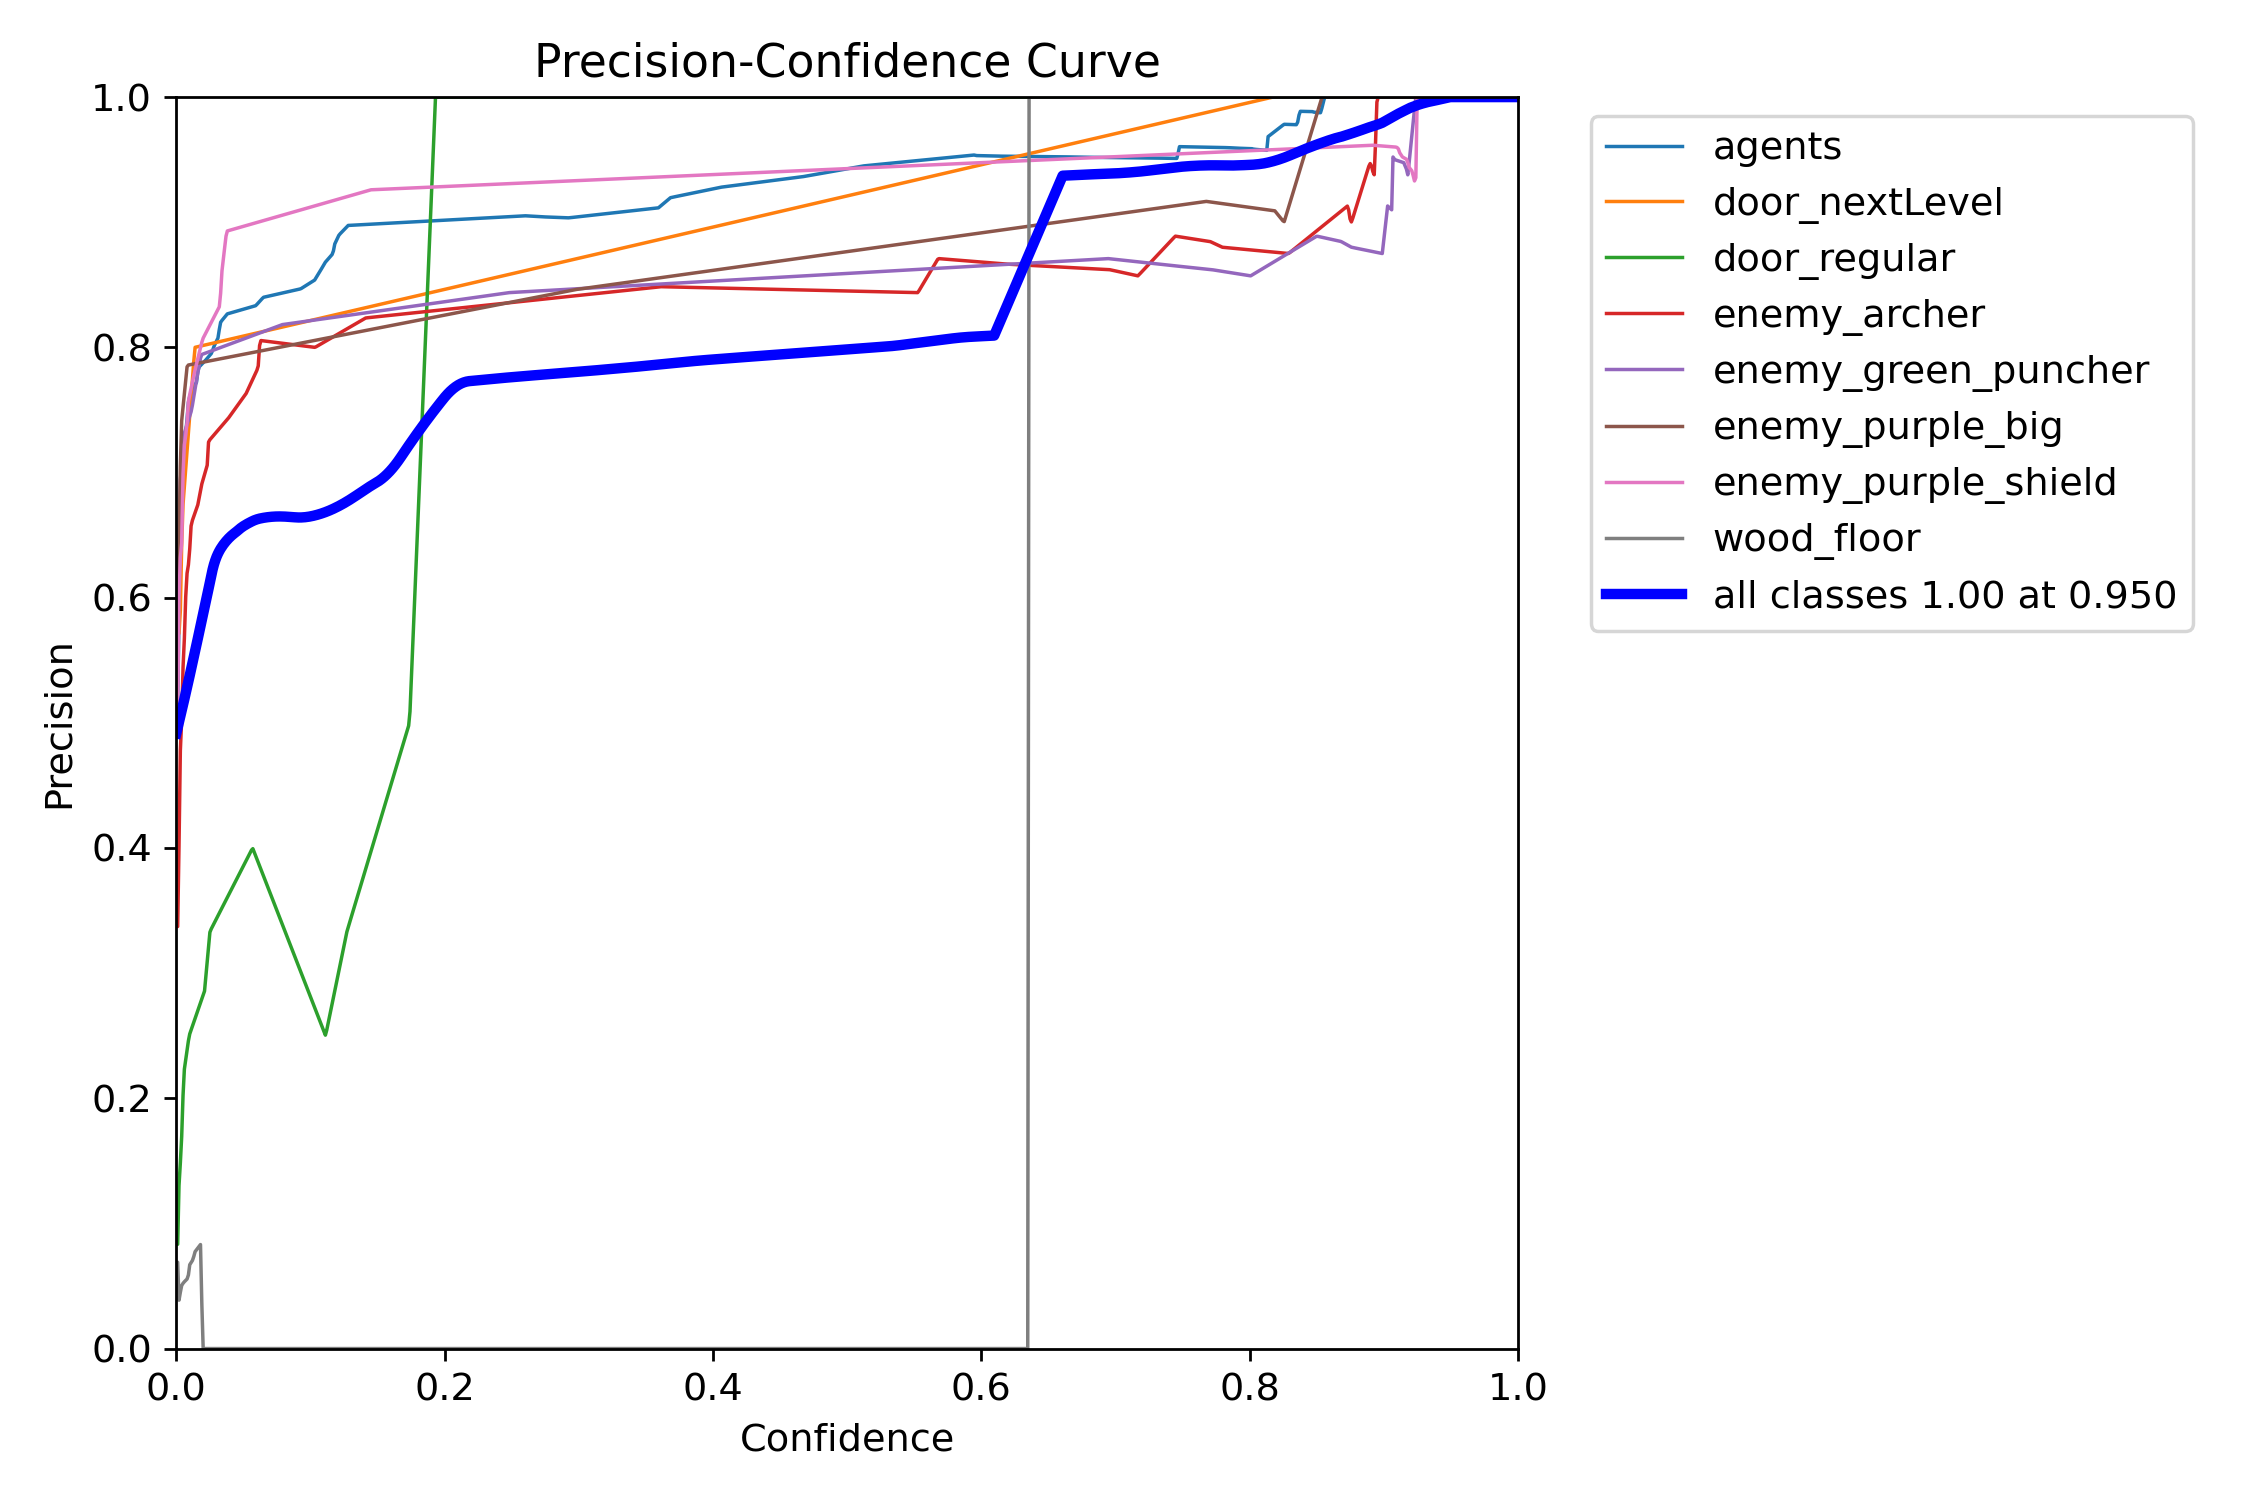 Precision-Confidence Curve
1.0
0.8
0.6
0.4
0.2
0.0
Precision
0.0 0.2 0.4 0.6 0.8 1.0
Confidence
agents
door_nextLevel
door_regular
enemy_archer
enemy_green_puncher
enemy_purple_big
enemy_purple_shield
wood_floor
all classes 1.00 at 0.950